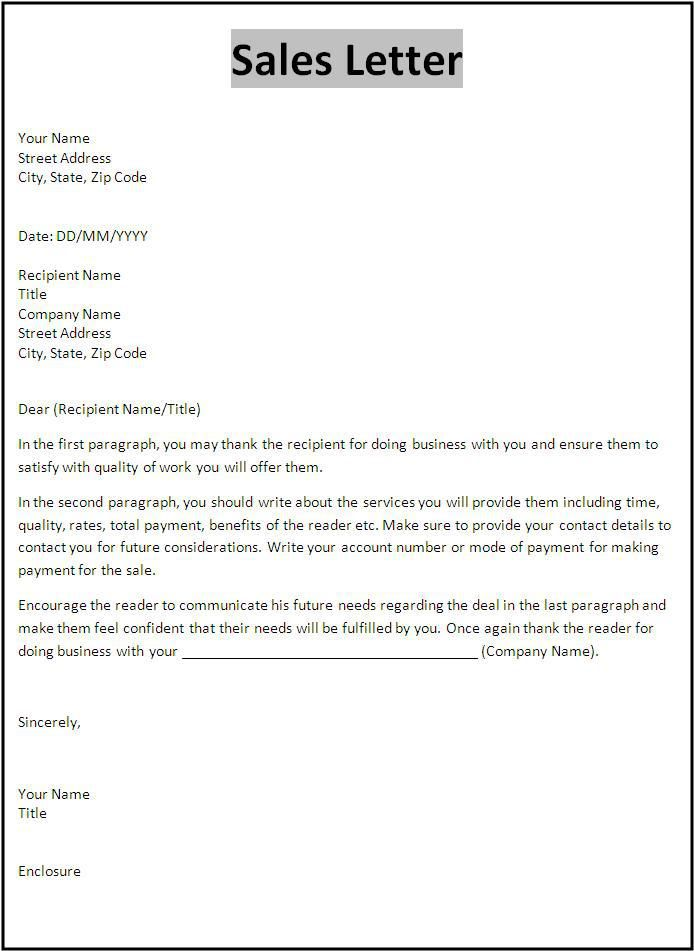 Sales Letter
Your Name
Street Address
City, State, Zip Code
Date: DD/MM/YYYY
Recipient Name
Title
Company Name
Street Address
City, State, Zip Code
Dear (Recipient Name/Title)
In the first paragraph, you may thank the recipient for doing business with you and ensure them to
satisfy with quality of work you will offer them.
In the second paragraph, you should write about the services you will provide them including time,
quality, rates, total payment, benefits of the reader etc. Make sure to provide your contact details to
contact you for future considerations. Write your account number or mode of payment for making
payment for the sale.
Encourage the reader to communicate his future needs regarding the deal in the last paragraph and
make them feel confident that their needs will be fulfilled by you. Once again thank the reader for
doing business with your ____________________________________ (Company Name).
Sincerely,
Your Name
Title
Enclosure